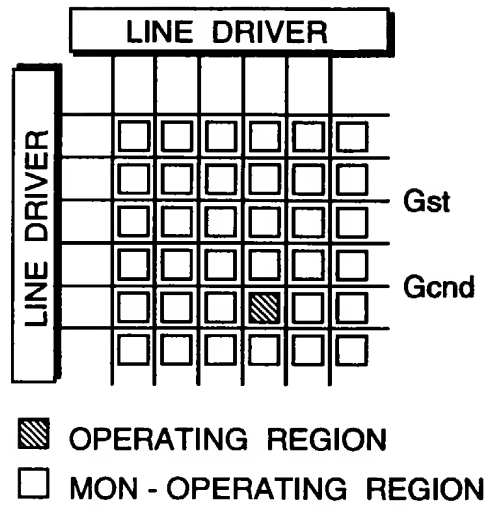 LINE DRIVER
LINE DRIVER
Gst
Gcnd
OPERATING REGION
MON - OPERATING REGION